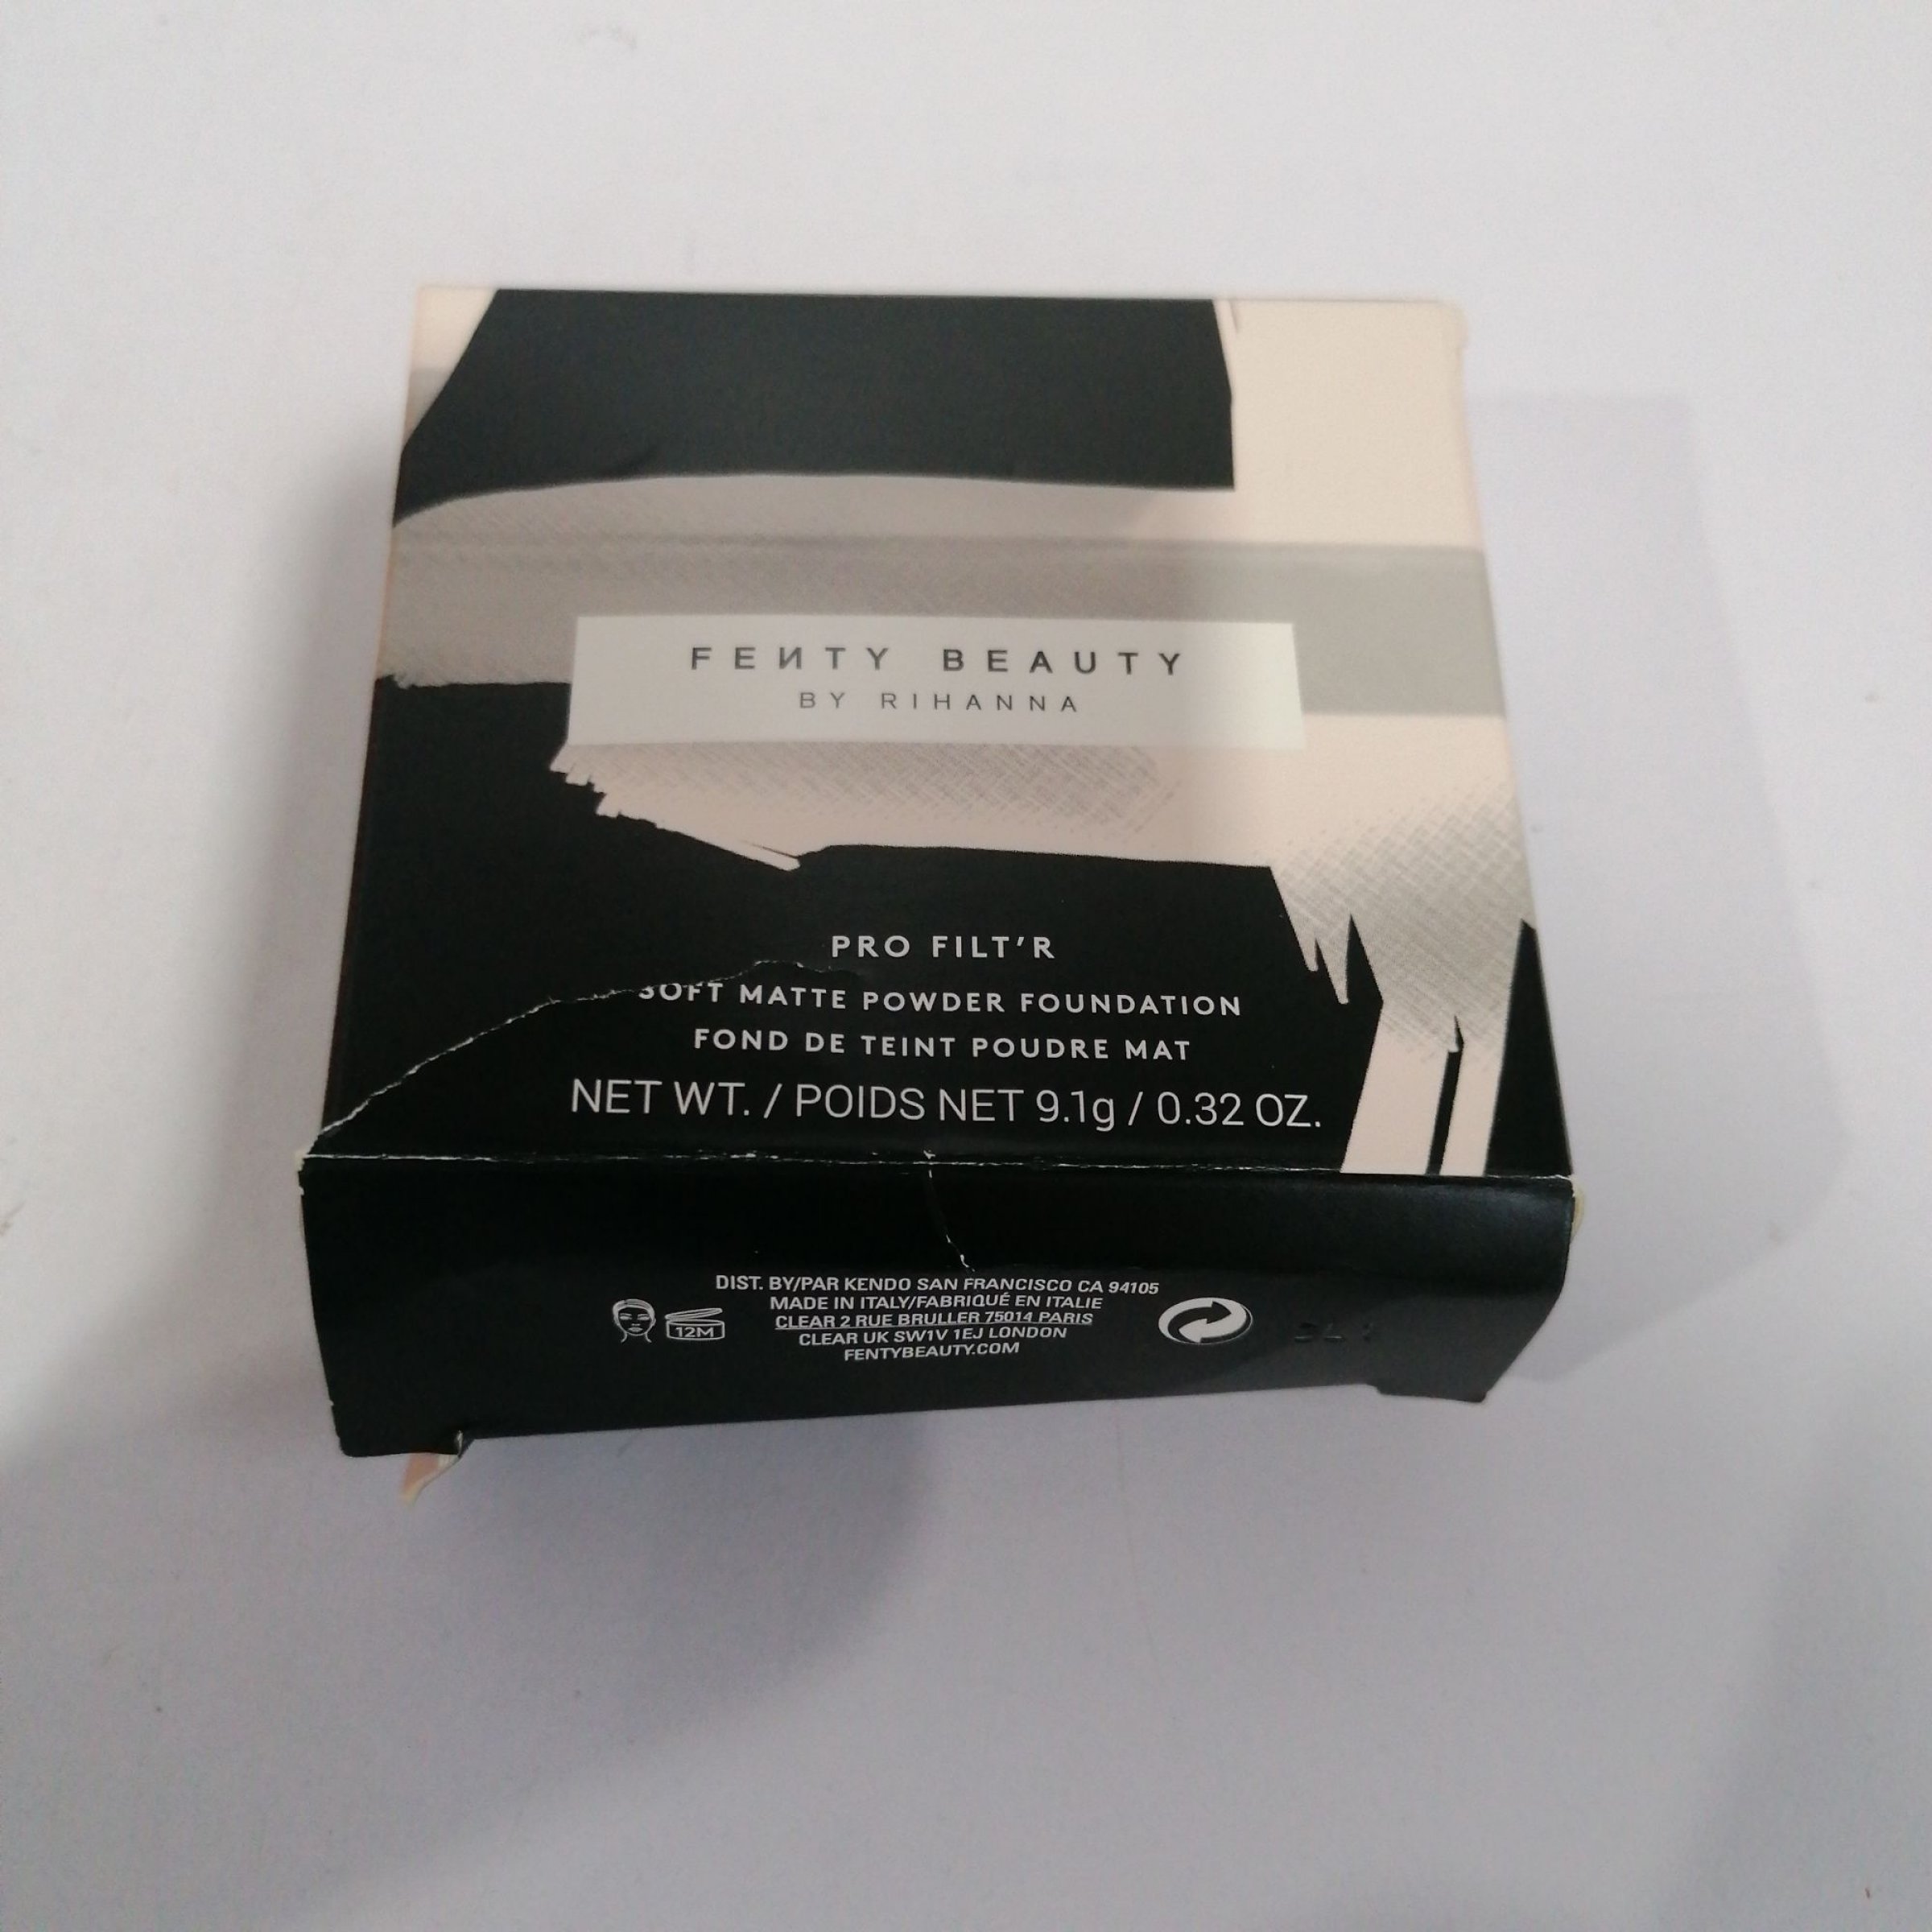 FENTY BEAUTY
BY RIHANNA
PRO FILT'R
SOFT MATTE POWDER FOUNDATION
FOND DE TEINT POUDRE MAT
NET WT. / POIDS NET 9.1g / 0.32 OZ.
DIST. BY/PAR KENDO SAN FRANCISCO CA 94105
MADE IN ITALY/FABRIQUÉ EN ITALIE
CLEAR 2 RUE BRULLER 75014 PARIS
CLEAR UK SW1V 1EJ LONDON
FENTYBEAUTY.COM
12M